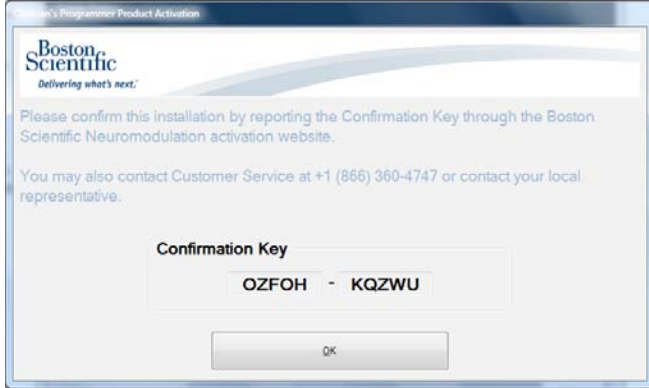 Clinician's Programmer Product Activation
Boston
Scientific
Delivering what's next.™
Please confirm this installation by reporting the Confirmation Key through the Boston
Scientific Neuromodulation activation website.
You may also contact Customer Service at +1 (866) 360-4747 or contact your local
representative.
Confirmation Key
OZFOH - KQZWU
OK